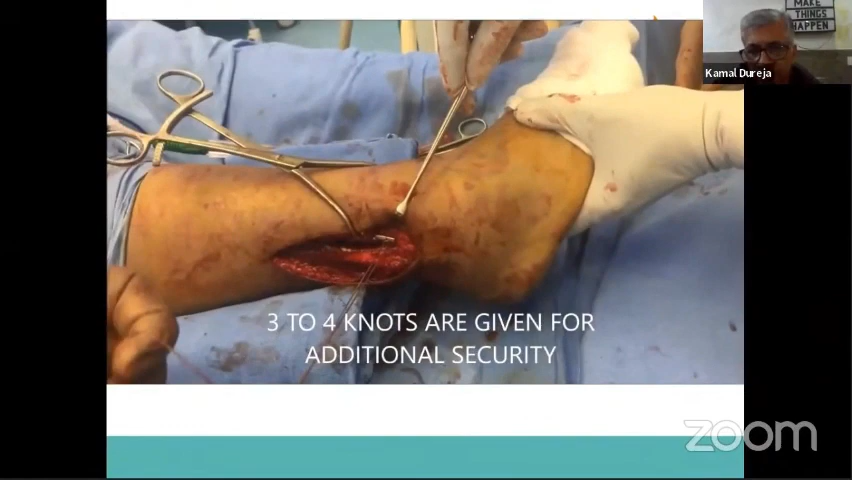 MAKE
THINGS
HAPPEN
Kamal Dureja
3 TO 4 KNOTS ARE GIVEN FOR
ADDITIONAL SECURITY
zoom